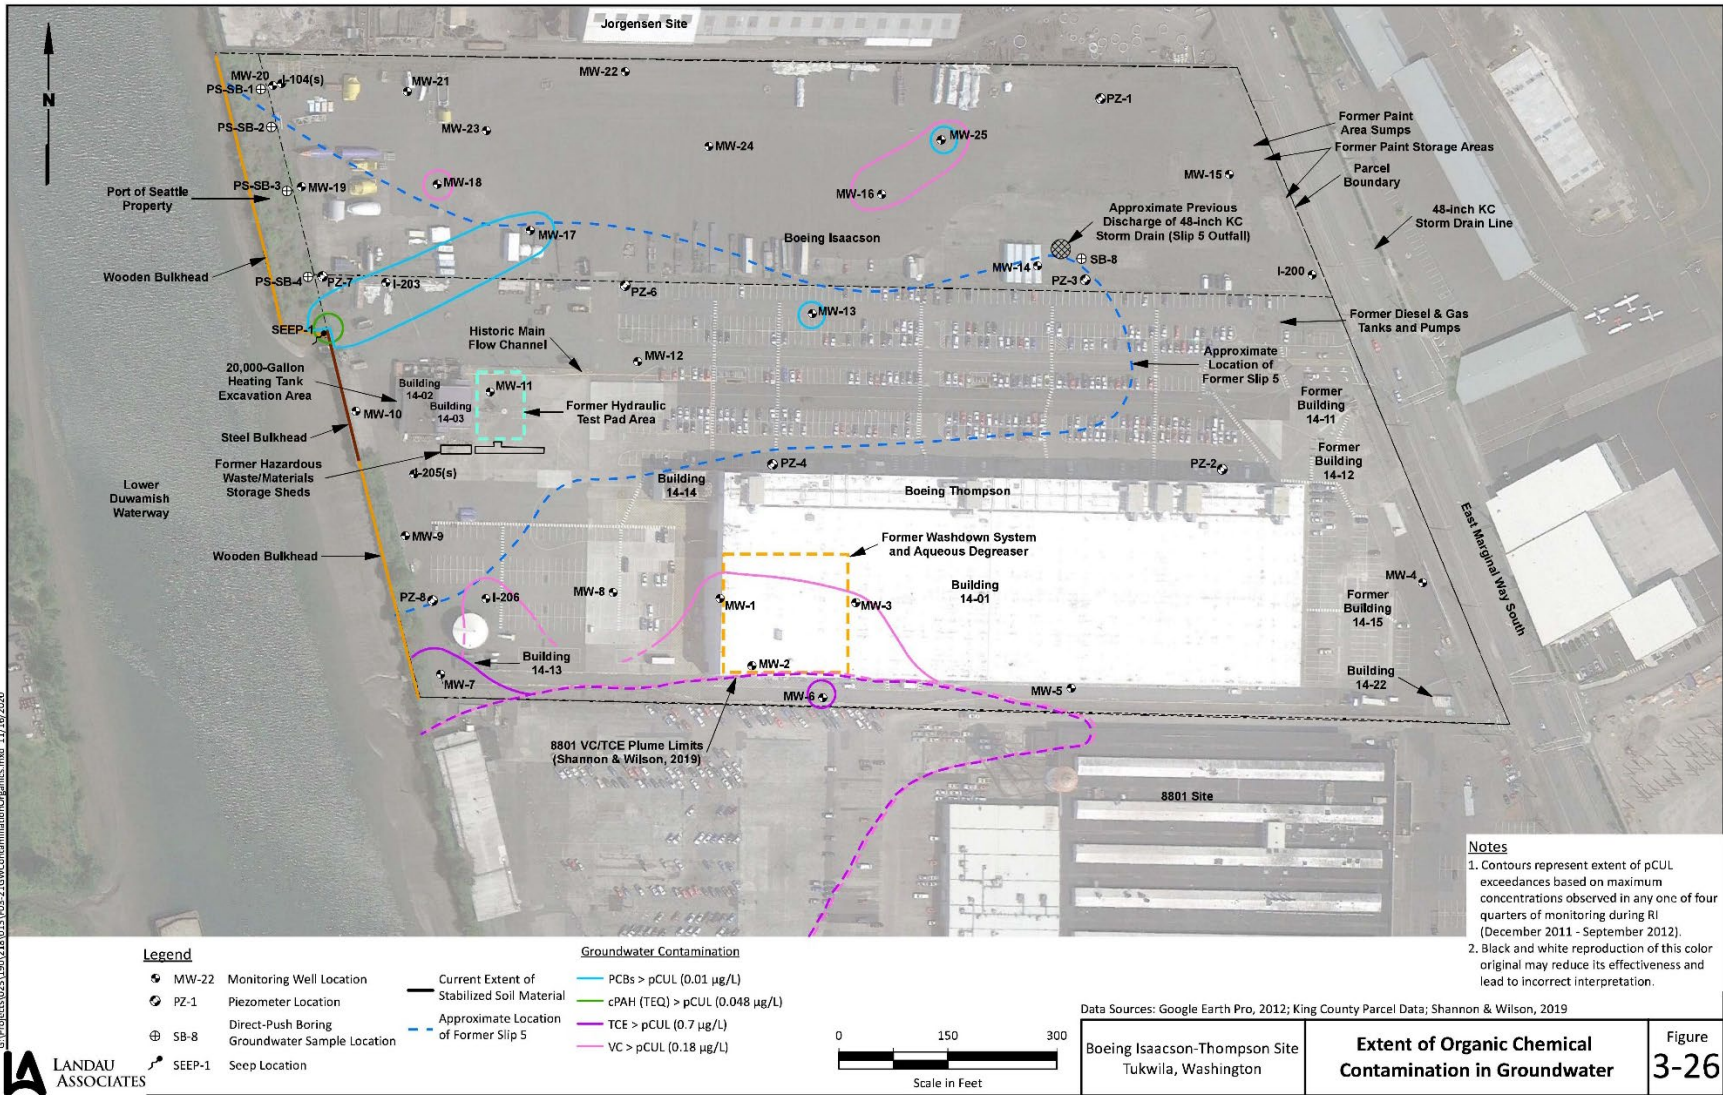 Jorgensen Site
N
MW-20
I-104(s)
PS-SB-1
MW-21
MW-22
PZ-1
PS-SB-2
MW-23
MW-24
MW-25
Former Paint
Area Sumps
Former Paint Storage Areas
Parcel
Boundary
PS-SB-3
MW-19
MW-18
MW-16
MW-15
Port of Seattle
Property
Approximate Previous
Discharge of 48-inch KC
Storm Drain (Slip 5 Outfall)
48-inch KC
Storm Drain Line
MW-17
Boeing Isaacson
SB-8
MW-14
Wooden Bulkhead
PS-SB-4
PZ-7
I-203
PZ-6
PZ-3
I-200
SEEP-1
MW-13
Historic Main
Flow Channel
Former Diesel & Gas
Tanks and Pumps
MW-12
Approximate
Location of
Former Slip 5
20,000-Gallon
Heating Tank
Excavation Area
Building
14-02
Building
14-03
MW-11
Former Hydraulic
Test Pad Area
MW-10
Former
Building
14-11
Steel Bulkhead
Former Hazardous
Waste/Materials
Storage Sheds
I-205(s)
PZ-4
PZ-2
Former
Building
14-12
Lower
Duwamish
Waterway
Building
14-14
Boeing Thompson
East Marginal Way South
MW-9
Wooden Bulkhead
Former Washdown System
and Aqueous Degreaser
Building
14-01
MW-4
PZ-8
I-206
MW-8
MW-1
MW-3
Former
Building
14-15
Building
14-13
MW-2
MW-7
MW-6
MW-5
Building
14-22
8801 VC/TCE Plume Limits
(Shannon & Wilson, 2019)
8801 Site
Notes
1. Contours represent extent of pCUL
exceedances based on maximum
concentrations observed in any one of four
quarters of monitoring during RI
(December 2011 - September 2012).
2. Black and white reproduction of this color
original may reduce its effectiveness and
lead to incorrect interpretation.
Legend
MW-22 Monitoring Well Location
PZ-1 Piezometer Location
SB-8 Direct-Push Boring
Groundwater Sample Location
SEEP-1 Seep Location
Current Extent of
Stabilized Soil Material
Approximate Location
of Former Slip 5
Groundwater Contamination
PCBs > pCUL (0.01 µg/L)
cPAH (TEQ) > pCUL (0.048 µg/L)
TCE > pCUL (0.7 µg/L)
VC > pCUL (0.18 µg/L)
0 150 300
Scale in Feet
Data Sources: Google Earth Pro, 2012; King County Parcel Data; Shannon & Wilson, 2019
LANDAU
ASSOCIATES
Boeing Isaacson-Thompson Site
Tukwila, Washington
Extent of Organic Chemical
Contamination in Groundwater
Figure
3-26